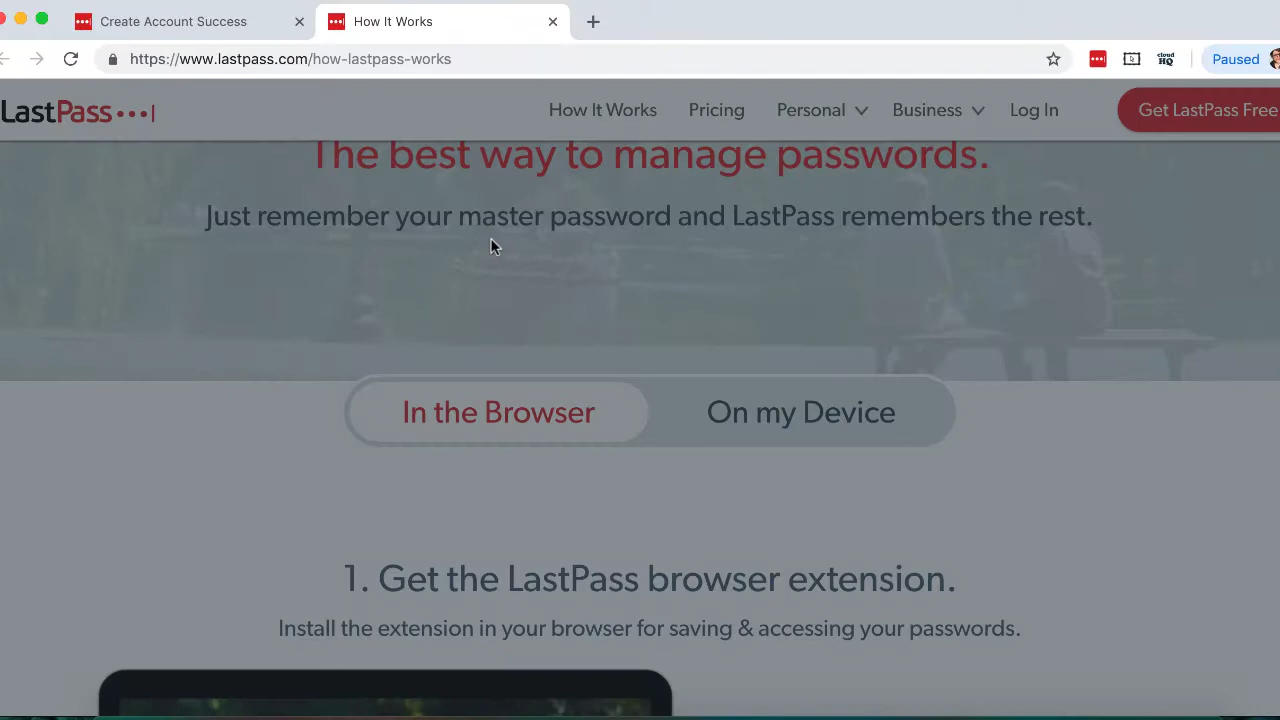 Create Account Success
How It Works
https://www.lastpass.com/how-lastpass-works
cloud HQ
Paused
LastPass
How It Works
Pricing
Personal
Business
Log In
Get LastPass Free
The best way to manage passwords.
Just remember your master password and LastPass remembers the rest.
In the Browser
On my Device
1. Get the LastPass browser extension.
Install the extension in your browser for saving & accessing your passwords.